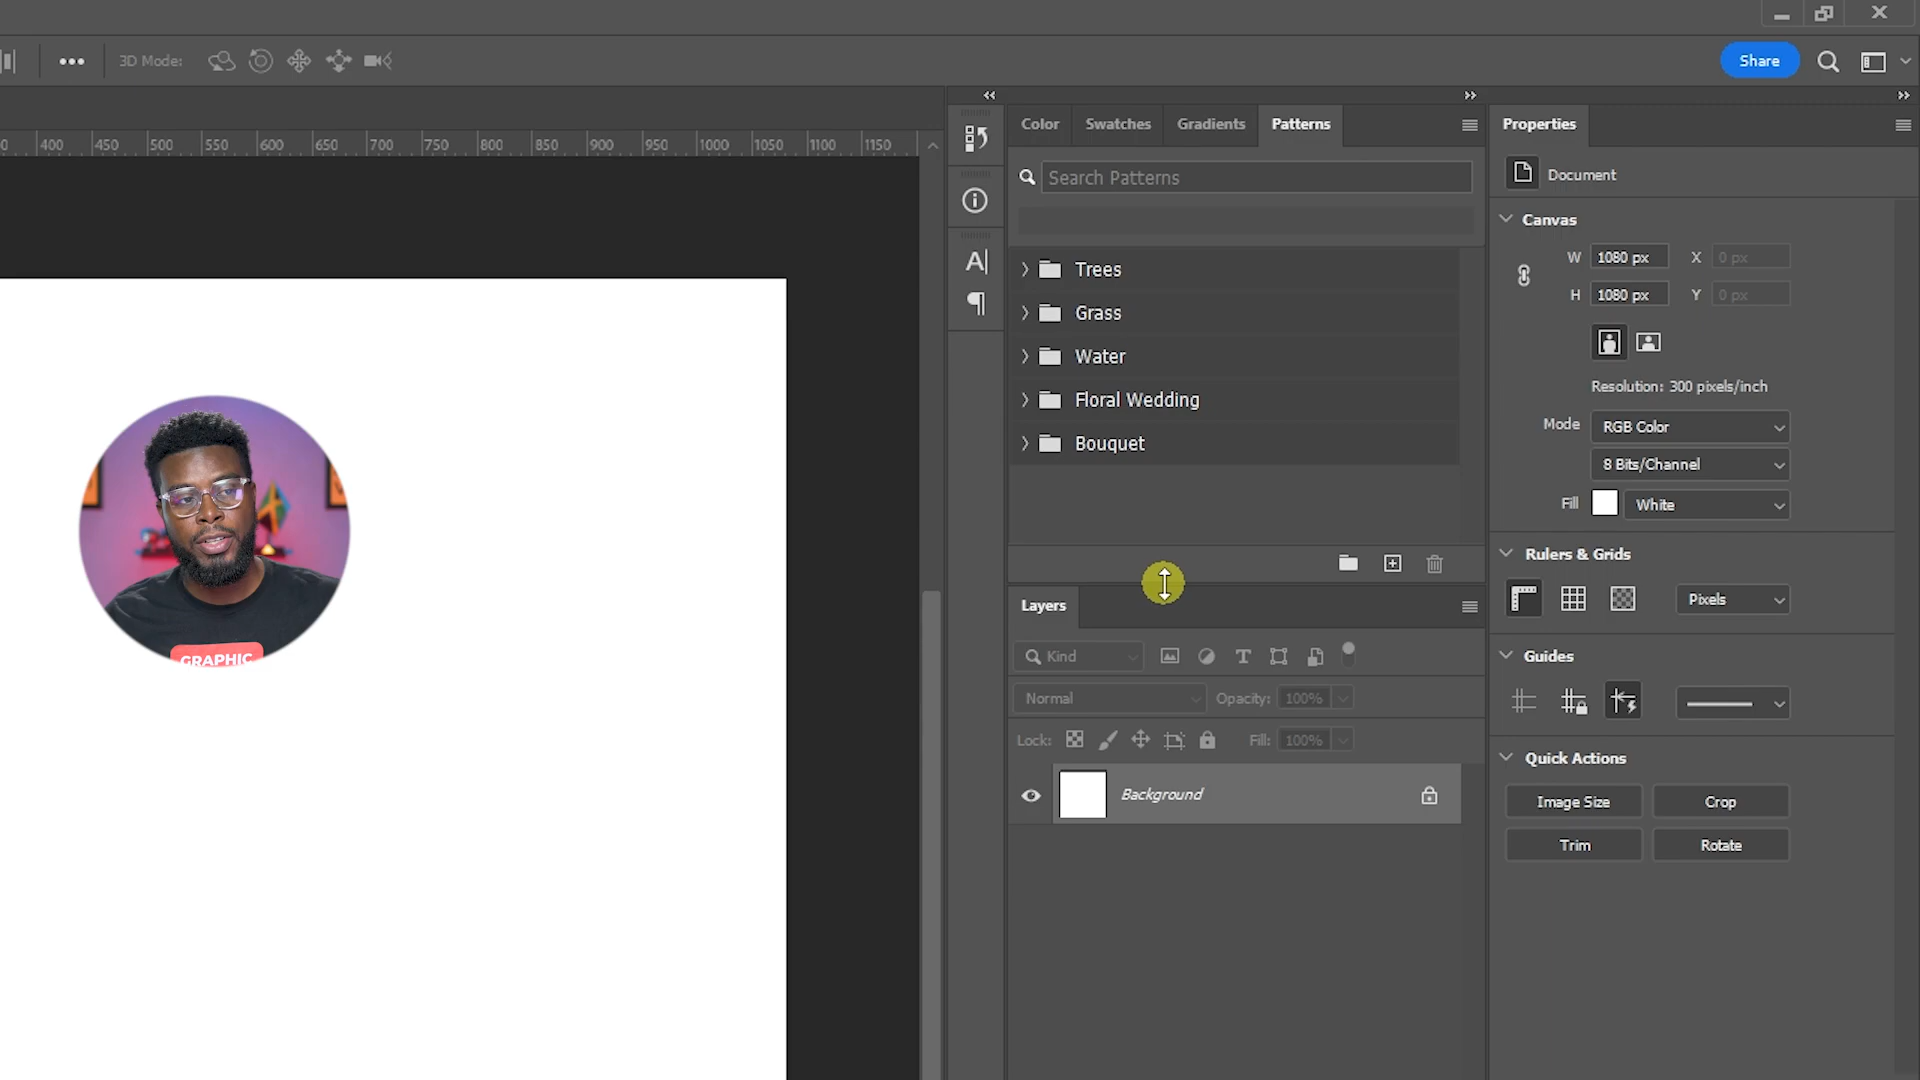 3D Mode:
Share
400 450 500 550 600 650 700 750 800 850 900 950 1000 1050 1100 1150
Color Swatches Gradients Patterns
Search Patterns
Trees
Grass
Water
Floral Wedding
Bouquet
Layers
Kind
Normal Opacity: 100%
Lock: Fill: 100%
Background
Properties
Document
Canvas
W 1080 px X 0 px
H 1080 px Y 0 px
Resolution: 300 pixels/inch
Mode RGB Color
8 Bits/Channel
Fill White
Rulers & Grids
Pixels
Guides
Quick Actions
Image Size Crop
Trim Rotate
GRAPHIC